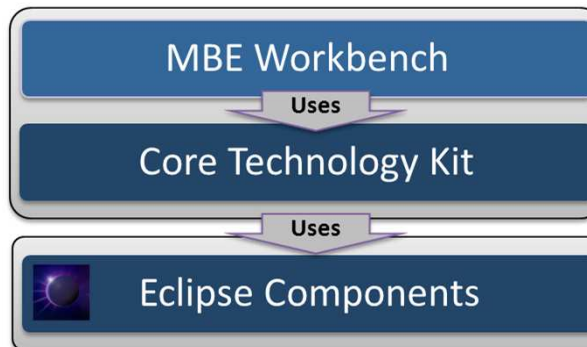 MBE Workbench
Uses
Core Technology Kit
Uses
Eclipse Components